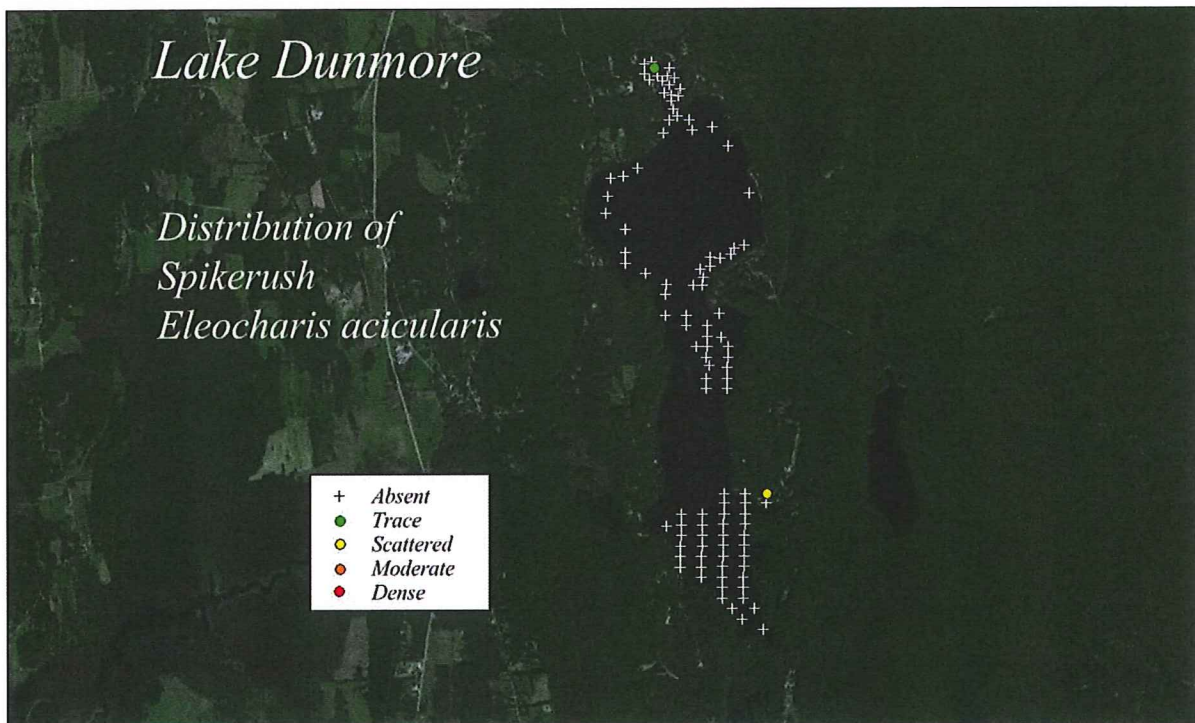 Lake Dunmore
Distribution of
Spikerush
Eleocharis acicularis
Absent
Trace
Scattered
Moderate
Dense